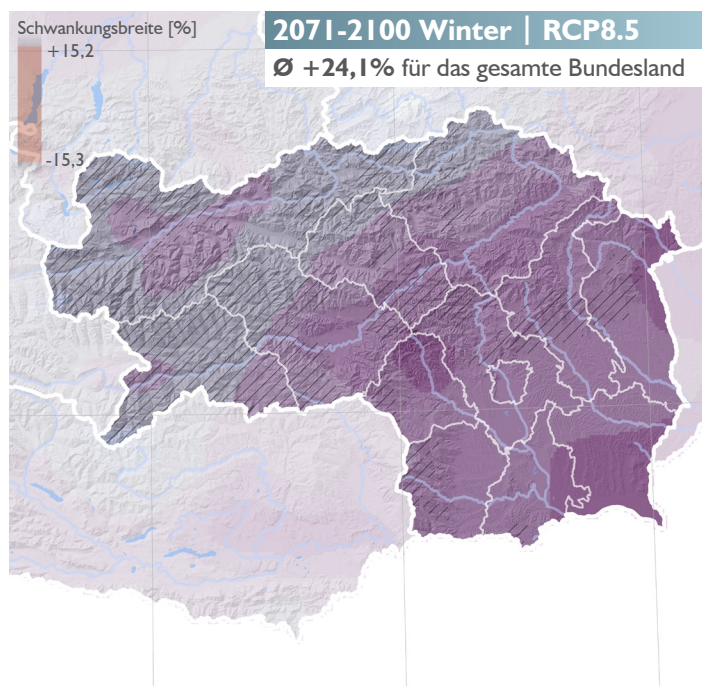 Schwankungsbreite [%]
+15,2
-15,3
2071-2100 Winter | RCP8.5
Ø +24,1% für das gesamte Bundesland